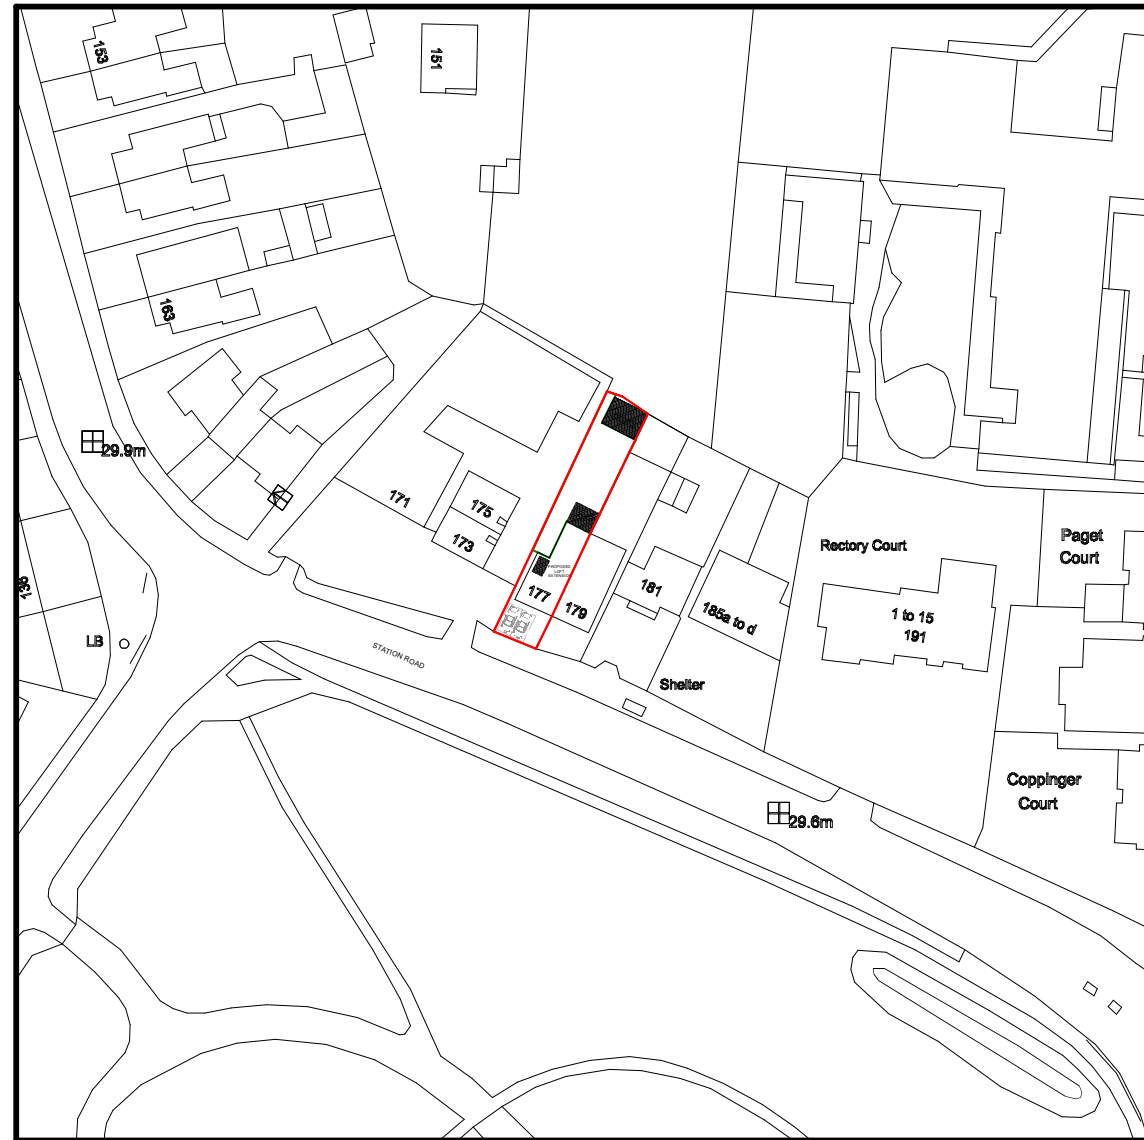 153
151
163
29.9m
171
175
173
PROPOSED
LOFT
EXTENSION
177
179
181
185a to d
Rectory Court
1 to 15
191
Paget
Court
136
LB
STATION ROAD
Shelter
Coppinger
Court
29.6m